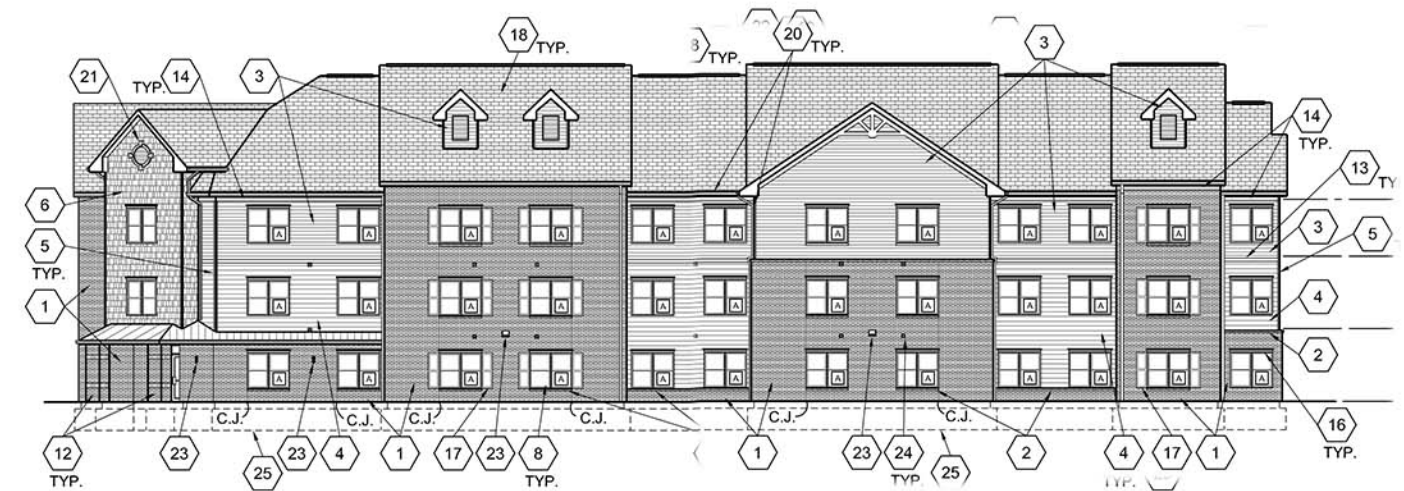 18 TYP.
20 TYP.
3
21
TYP. 14
3
14 TYP.
13
6
3
5 TYP.
5
1
4
2
A A A A A A A A A A A A
A A A A A A A A A A A
A A A A A A A A A A A
C.J. C.J. C.J. C.J. C.J. C.J.
12 TYP.
23
25
23
4
1
17
23
8 TYP.
1
23
24 TYP.
25
2
4
17
1
16 TYP.